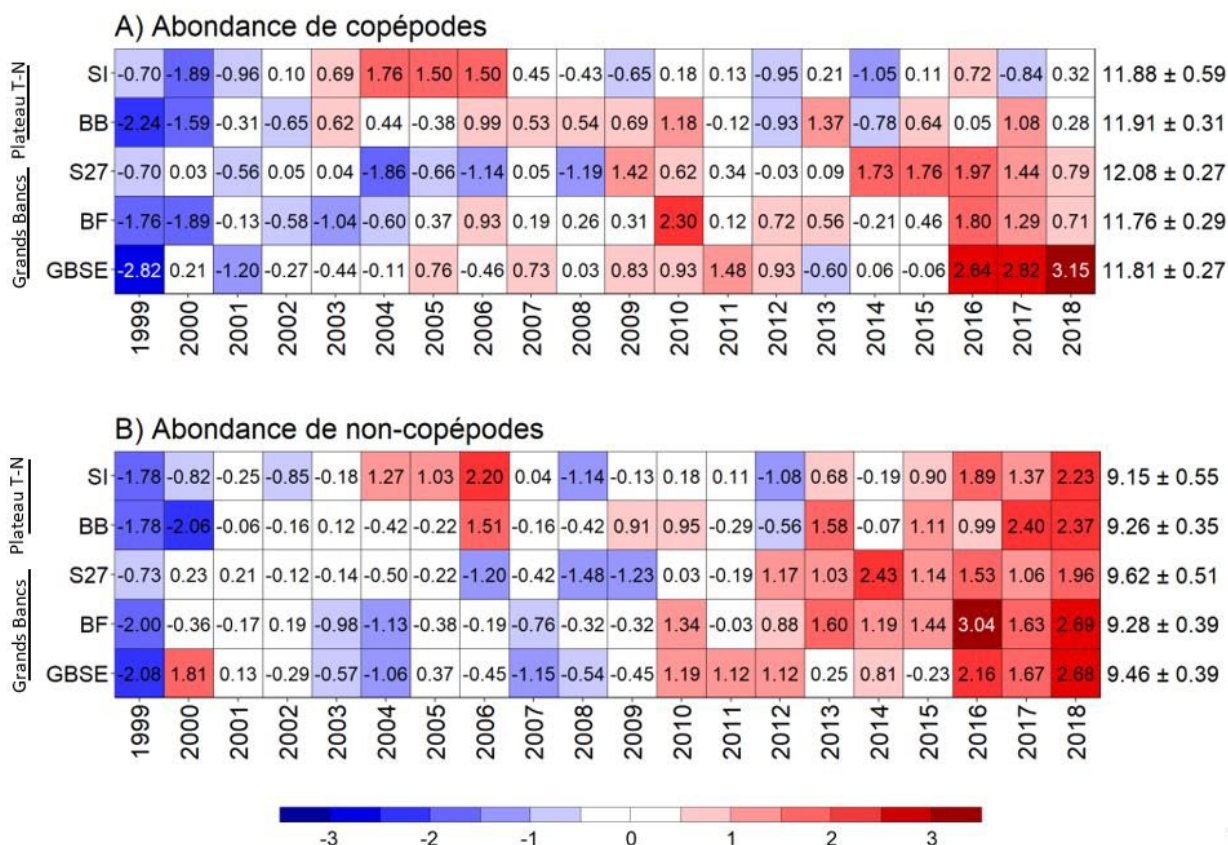 A) Abondance de copépodes
Plateau T-N
Grands Bancs
SI -0.70 -1.89 -0.96 0.10 0.69 1.76 1.50 1.50 0.45 -0.43 -0.65 0.18 0.13 -0.95 0.21 -1.05 0.11 0.72 -0.84 0.32 11.88 ± 0.59
BB -2.24 -1.59 -0.31 -0.65 0.62 0.44 -0.38 0.99 0.53 0.54 0.69 1.18 -0.12 -0.93 1.37 -0.78 0.64 0.05 1.08 0.28 11.91 ± 0.31
S27 -0.70 0.03 -0.56 0.05 0.04 -1.86 -0.66 -1.14 0.05 -1.19 1.42 0.62 0.34 -0.03 0.09 1.73 1.76 1.97 1.44 0.79 12.08 ± 0.27
BF -1.76 -1.89 -0.13 -0.58 -1.04 -0.60 0.37 0.93 0.19 0.26 0.31 2.30 0.12 0.72 0.56 -0.21 0.46 1.80 1.29 0.71 11.76 ± 0.29
GBSE -2.82 0.21 -1.20 -0.27 -0.44 -0.11 0.76 -0.46 0.73 0.03 0.83 0.93 1.48 0.93 -0.60 0.06 -0.06 2.64 2.82 3.15 11.81 ± 0.27
1999 2000 2001 2002 2003 2004 2005 2006 2007 2008 2009 2010 2011 2012 2013 2014 2015 2016 2017 2018
B) Abondance de non-copépodes
Plateau T-N
Grands Bancs
SI -1.78 -0.82 -0.25 -0.85 -0.18 1.27 1.03 2.20 0.04 -1.14 -0.13 0.18 0.11 -1.08 0.68 -0.19 0.90 1.89 1.37 2.23 9.15 ± 0.55
BB -1.78 -2.06 -0.06 -0.16 0.12 -0.42 -0.22 1.51 -0.16 -0.42 0.91 0.95 -0.29 -0.56 1.58 -0.07 1.11 0.99 2.40 2.37 9.26 ± 0.35
S27 -0.73 0.23 0.21 -0.12 -0.14 -0.50 -0.22 -1.20 -0.42 -1.48 -1.23 0.03 -0.19 1.17 1.03 2.43 1.14 1.53 1.06 1.96 9.62 ± 0.51
BF -2.00 -0.36 -0.17 0.19 -0.98 -1.13 -0.38 -0.19 -0.76 -0.32 -0.32 1.34 -0.03 0.88 1.60 1.19 1.44 3.04 1.63 2.69 9.28 ± 0.39
GBSE -2.08 1.81 0.13 -0.29 -0.57 -1.06 0.37 -0.45 -1.15 -0.54 -0.45 1.19 1.12 1.12 0.25 0.81 -0.23 2.16 1.67 2.68 9.46 ± 0.39
1999 2000 2001 2002 2003 2004 2005 2006 2007 2008 2009 2010 2011 2012 2013 2014 2015 2016 2017 2018
-3 -2 -1 0 1 2 3